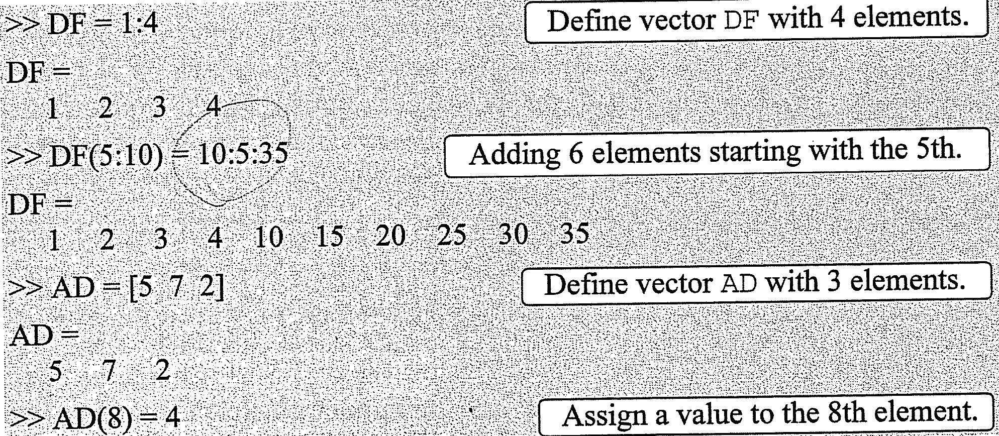 >> DF = 1:4
Define vector DF with 4 elements.
DF =
1 2 3 4
>> DF(5:10) = 10:5:35
Adding 6 elements starting with the 5th.
DF =
1 2 3 4 10 15 20 25 30 35
>> AD = [5 7 2]
Define vector AD with 3 elements.
AD =
5 7 2
>> AD(8) = 4
Assign a value to the 8th element.